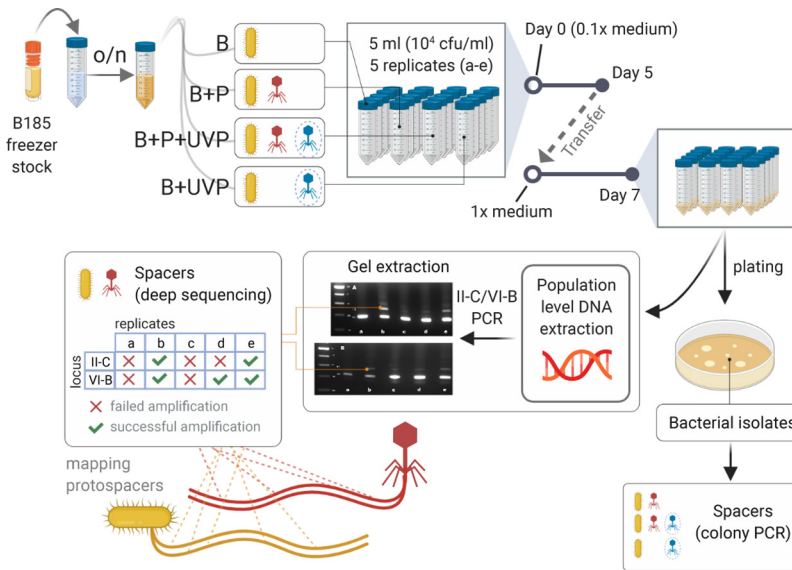 o/n
B185
freezer
stock
B
B+P
B+P+UVP
B+UVP
5 ml (10⁴ cfu/ml)
5 replicates (a-e)
Day 0 (0.1x medium)
Day 5
Transfer
1x medium
Day 7
plating
Bacterial isolates
Spacers
(colony PCR)
Population
level DNA
extraction
II-C/VI-B
PCR
Gel extraction
A
a b c d e
B
a b c d e
Spacers
(deep sequencing)
replicates
a b c d e
locus
II-C
VI-B
failed amplification
successful amplification
mapping
protospacers